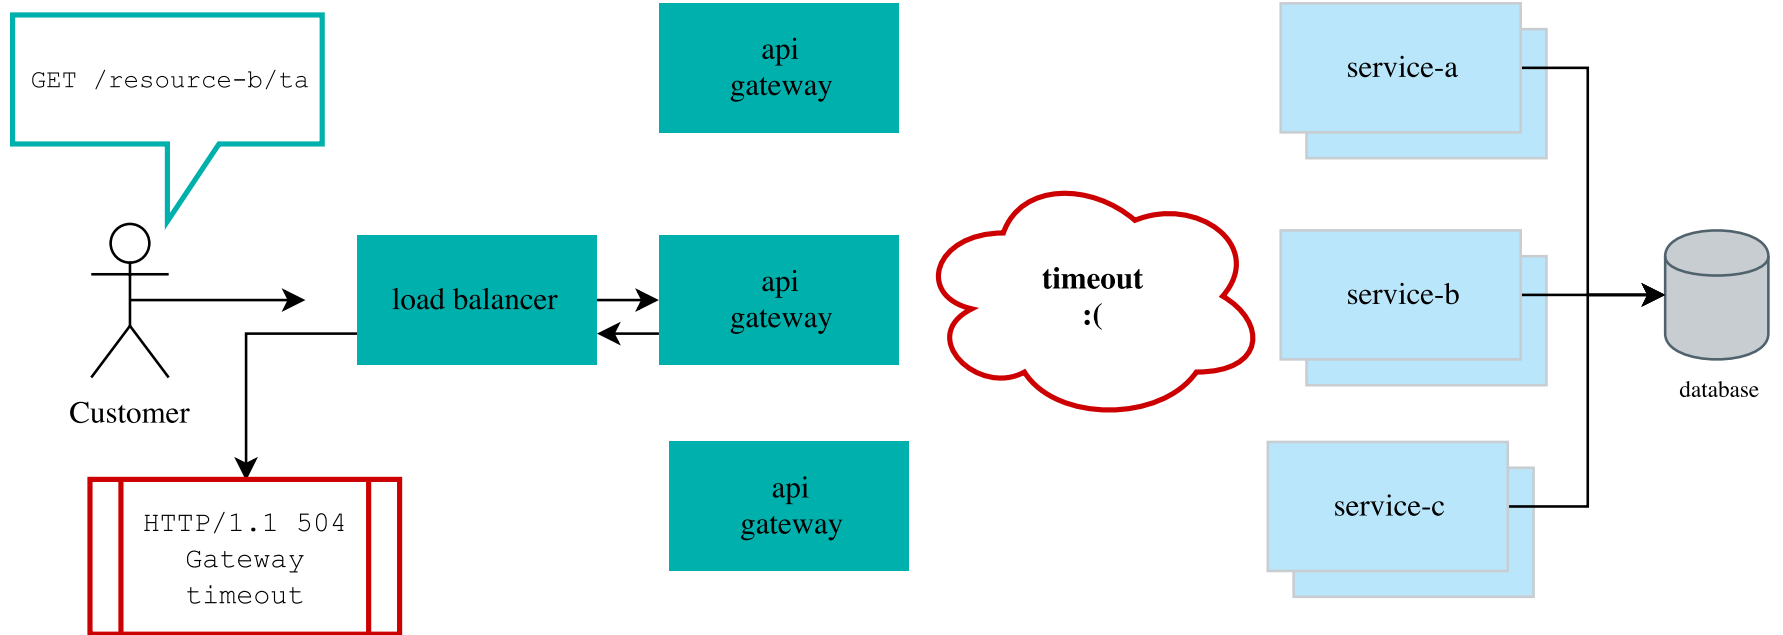 GET /resource-b/ta
api
gateway
service-a
load balancer
api
gateway
timeout
:(
service-b
database
Customer
api
gateway
service-c
HTTP/1.1 504
Gateway
timeout